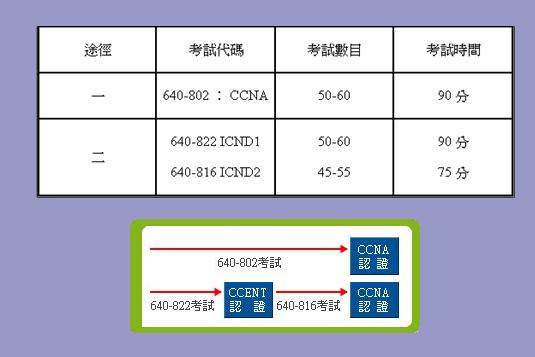 途徑 考試代碼 考試數目 考試時間
一 640-802 : CCNA 50-60 90 分
二
640-822 ICND1 50-60 90 分
640-816 ICND2 45-55 75 分
CCNA
認 證
640-802考試
CCENT
認 證
CCNA
認 證
640-822考試 640-816考試